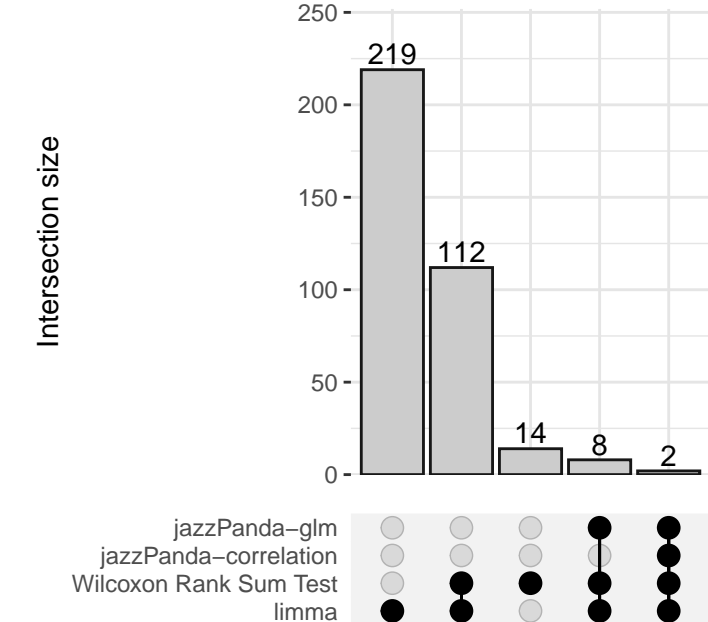 250
219
200
Intersection size
150
112
100
50
14
8
2
0
jazzPanda−glm
jazzPanda−correlation
Wilcoxon Rank Sum Test
limma